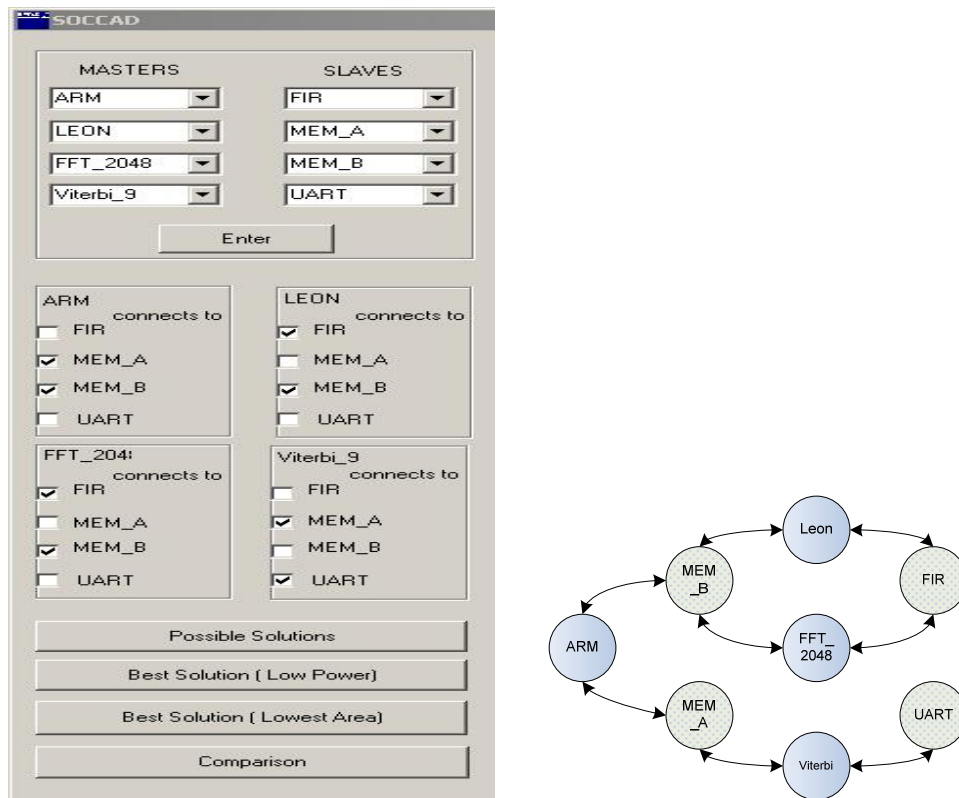 SOCCAD
MASTERS
SLAVES
ARM
FIR
LEON
MEM_A
FFT_2048
MEM_B
Viterbi_9
UART
Enter
ARM
connects to
FIR
MEM_A
MEM_B
UART
LEON
connects to
FIR
MEM_A
MEM_B
UART
FFT_204
connects to
FIR
MEM_A
MEM_B
UART
Viterbi_9
connects to
FIR
MEM_A
MEM_B
UART
Possible Solutions
Best Solution ( Low Power)
Best Solution ( Lowest Area)
Comparison
Leon
MEM
_B
FIR
ARM
FFT_
2048
MEM
_A
UART
Viterbi